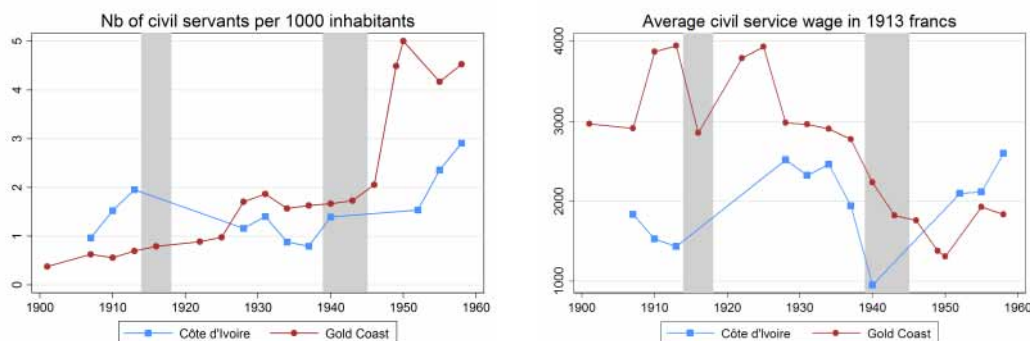 Nb of civil servants per 1000 inhabitants
5
4
3
2
1
0
1900 1910 1920 1930 1940 1950 1960
Côte d'Ivoire Gold Coast
Average civil service wage in 1913 francs
4000
3000
2000
1000
1900 1910 1920 1930 1940 1950 1960
Côte d'Ivoire Gold Coast